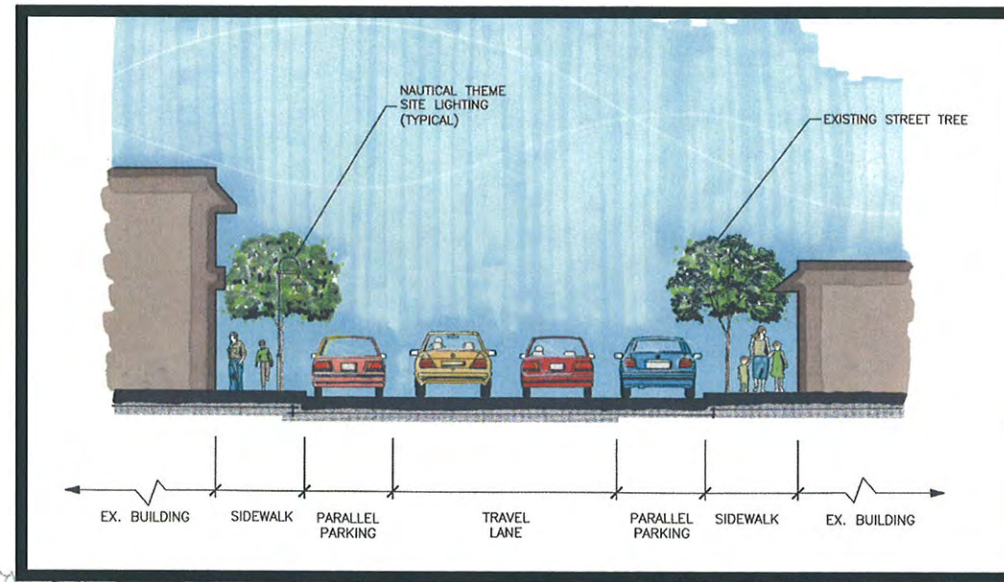 NAUTICAL THEME
SITE LIGHTING
(TYPICAL)
EXISTING STREET TREE
EX. BUILDING
SIDEWALK
PARALLEL
PARKING
TRAVEL
LANE
PARALLEL
PARKING
SIDEWALK
EX. BUILDING